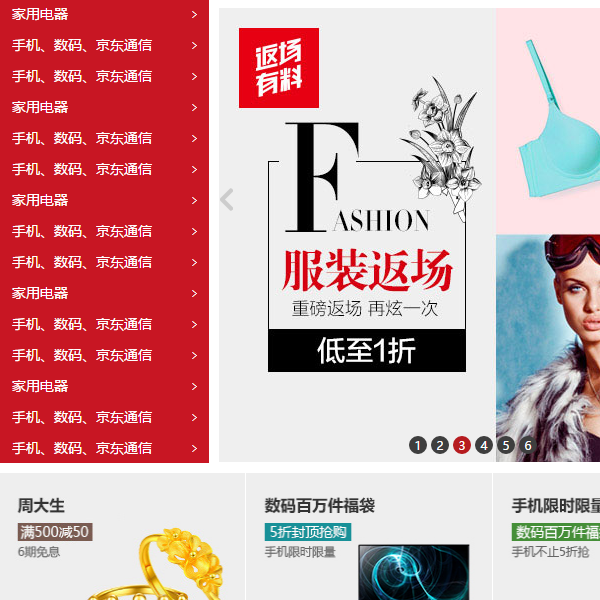 家用电器 >
手机、数码、京东通信 >
手机、数码、京东通信 >
家用电器 >
手机、数码、京东通信 >
手机、数码、京东通信 >
家用电器 >
手机、数码、京东通信 >
手机、数码、京东通信 >
家用电器 >
手机、数码、京东通信 >
手机、数码、京东通信 >
家用电器 >
手机、数码、京东通信 >
手机、数码、京东通信 >
返场
有料
FASHION
服装返场
重磅返场 再炫一次
低至1折
1 2 3 4 5 6
周大生
满500减50
6期免息
数码百万件福袋
5折封顶抢购
手机限时限量
手机限时限量
数码百万件福
手机不止5折抢